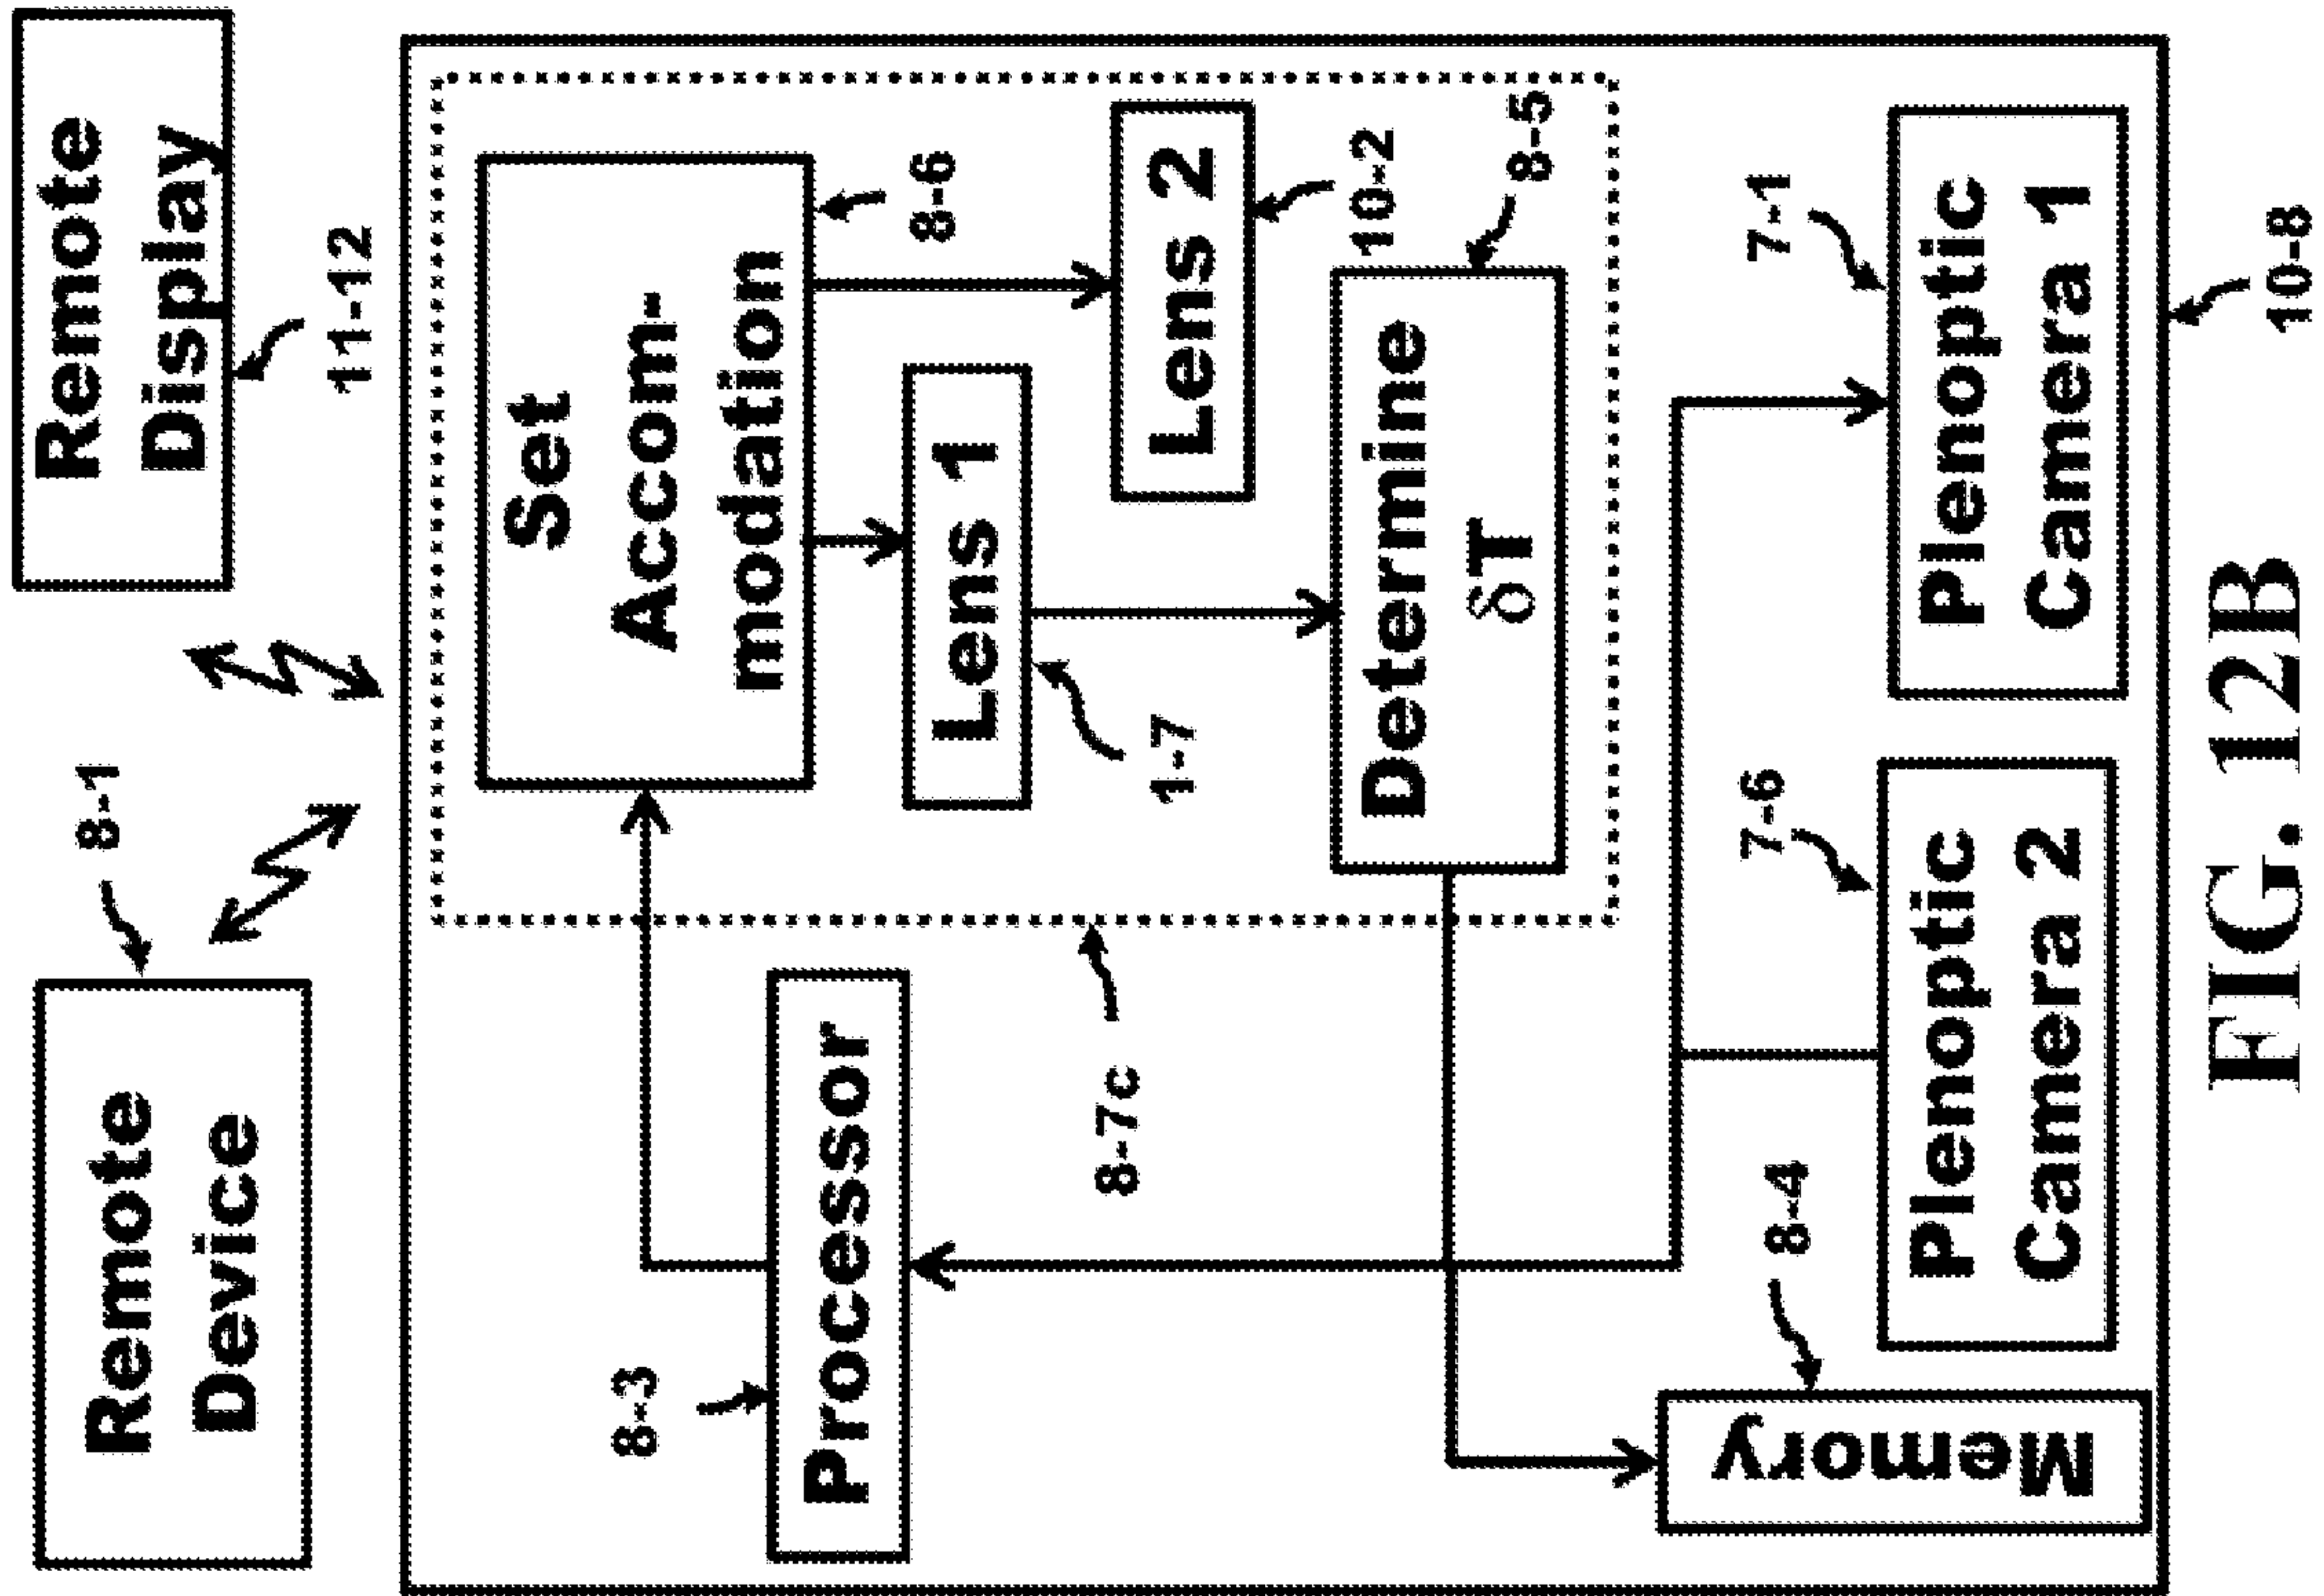 Remote
Device
8-1
Remote
Display
11-12
8-3
Processor
Set
Accom-
modation
8-6
Lens 1
1-7
Lens 2
10-2
8-7c
Determine
δT
8-5
8-4
Memory
7-6
Plenoptic
Camera 2
7-1
Plenoptic
Camera 1
10-8
FIG. 12B